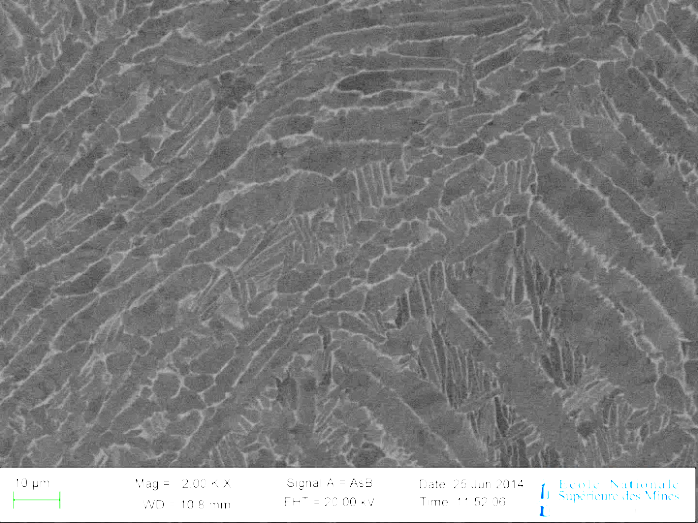 10 µm
Mag = 2.00 K X
WD = 10.8 mm
Signal A = AsB
EHT = 20.00 kV
Date :26 Jun 2014
Time :11:52:06
Ecole Nationale
Supérieure des Mines